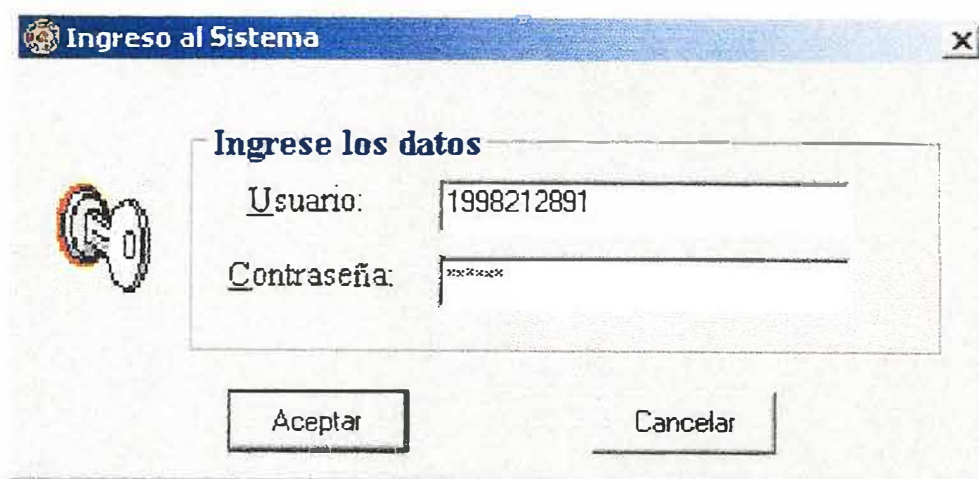 Ingreso al Sistema
Ingrese los datos
Usuario: 1998212891
Contraseña: ******
Aceptar Cancelar